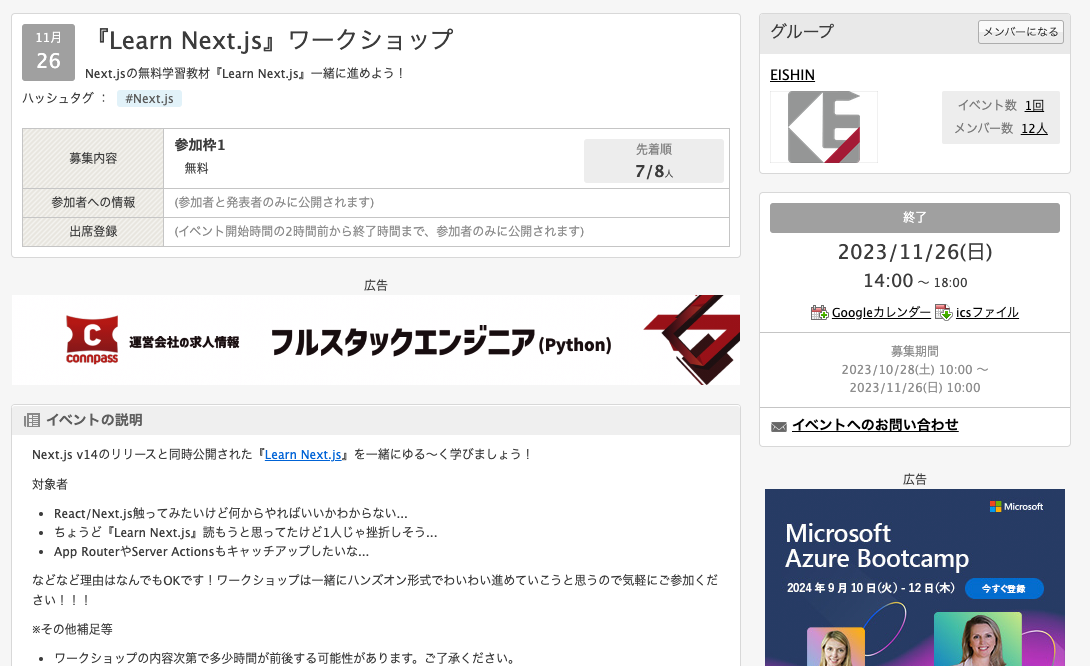 11月
26
『Learn Next.js』ワークショップ
Next.jsの無料学習教材『Learn Next.js』一緒に進めよう！
ハッシュタグ ： #Next.js
募集内容
参加枠1
無料
先着順
7/8人
参加者への情報
(参加者と発表者のみに公開されます)
出席登録
(イベント開始時間の2時間前から終了時間まで、参加者のみに公開されます)
広告
connpass
運営会社の求人情報
フルスタックエンジニア(Python)
イベントの説明
Next.js v14のリリースと同時公開された『Learn Next.js』を一緒にゆる〜く学びましょう！
対象者
• React/Next.js触ってみたいけど何からやればいいかわからない...
• ちょうど『Learn Next.js』読もうと思ってたけど1人じゃ挫折しそう...
• App RouterやServer Actionsもキャッチアップしたいな...
などなど理由はなんでもOKです！ワークショップは一緒にハンズオン形式でわいわい進めていこうと思うので気軽にご参加くだ
さい！！！
※その他補足等
• ワークショップの内容次第で多少時間が前後する可能性があります。ご了承ください。
グループ
メンバーになる
EISHIN
イベント数 1回
メンバー数 12人
終了
2023/11/26(日)
14:00 〜 18:00
Googleカレンダー icsファイル
募集期間
2023/10/28(土) 10:00 〜
2023/11/26(日) 10:00
イベントへのお問い合わせ
広告
Microsoft
Microsoft
Azure Bootcamp
2024 年 9 月 10 日(火) - 12 日(木)
今すぐ登録